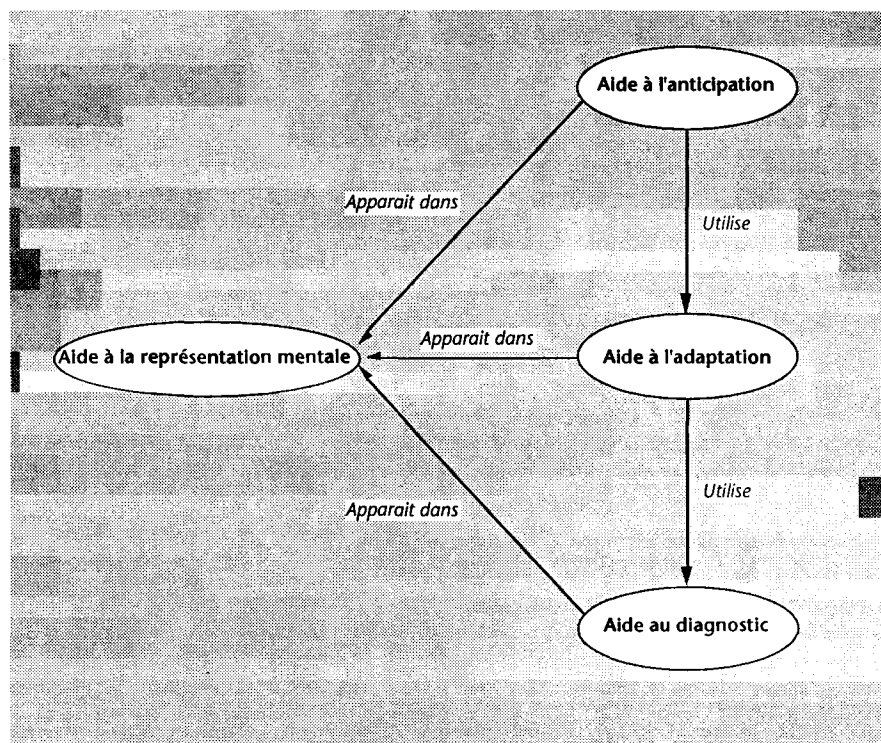 Aide à l'anticipation
Apparait dans
Utilise
Aide à la représentation mentale
Apparait dans
Aide à l'adaptation
Apparait dans
Utilise
Aide au diagnostic